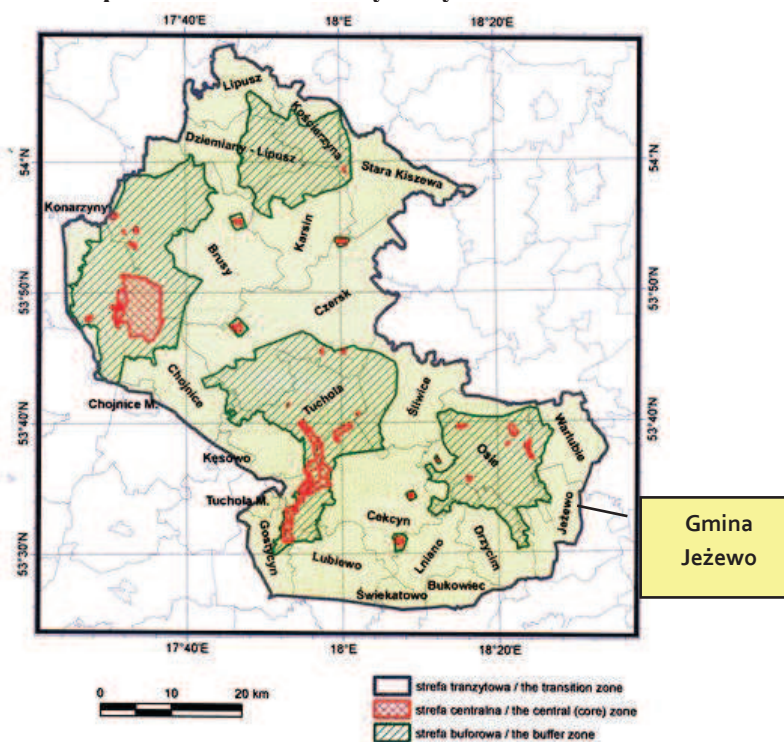 17°40'E 18°E 18°20'E
Lipusz
Kościerzyna
Dziemiany - Lipusz
54°N
Stara Kiszewa
54°N
Konarzyny
Karsin
Brusy
53°50'N
53°50'N
Czersk
Chojnice
Tuchola
Śliwice
Chojnice M.
53°40'N
53°40'N
Warlubie
Osie
Kęsowo
Tuchola M.
Cekcyn
Jeżewo
Gmina
Jeżewo
Gostycyn
Drzycim
Lniano
53°30'N
53°30'N
Lubiewo
Bukowiec
Świekatowo
17°40'E 18°E 18°20'E
0 10 20 km
strefa tranzytowa / the transition zone
strefa centralna / the central (core) zone
strefa buforowa / the buffer zone